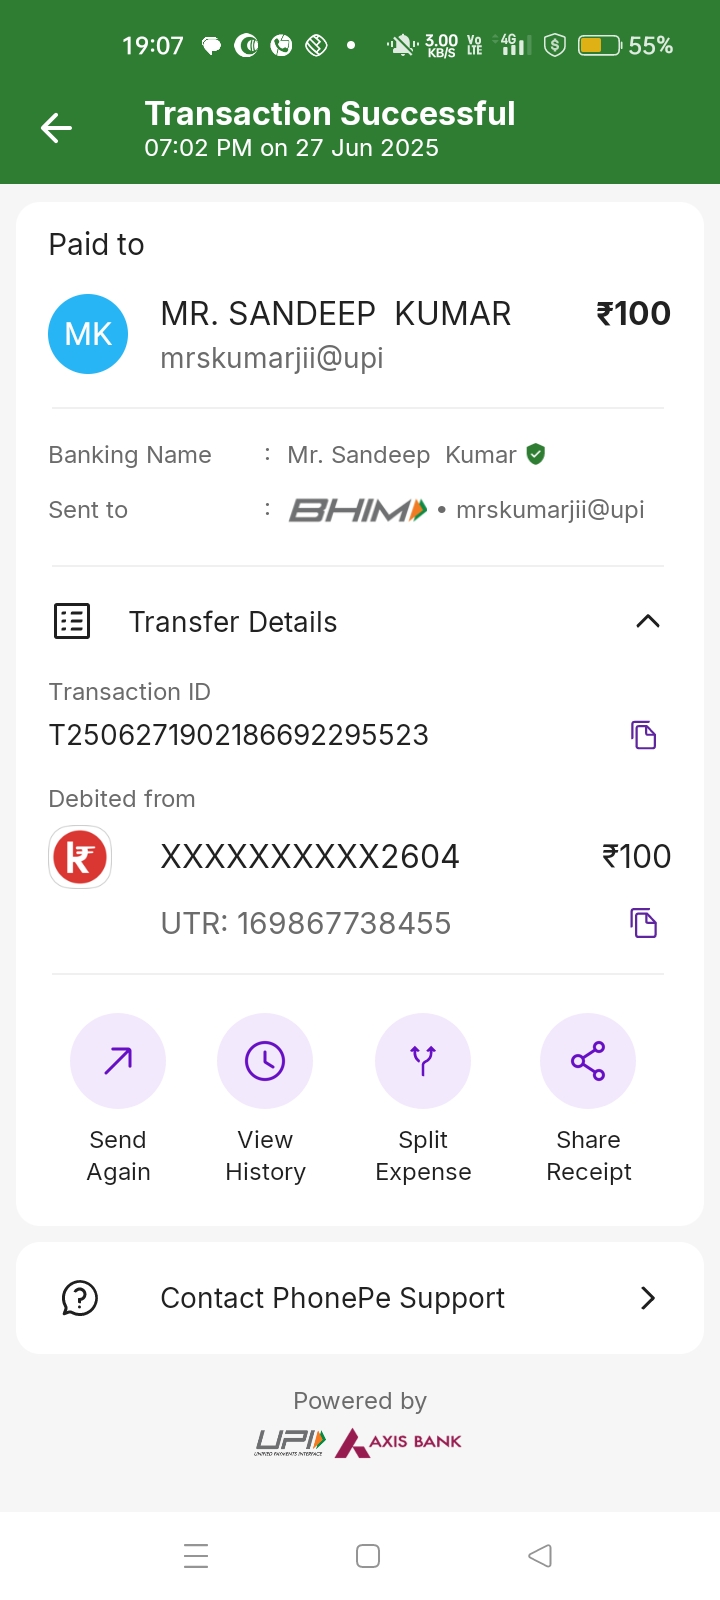 19:07 3.00 KB/S Vo LTE 4G 55%
Transaction Successful
07:02 PM on 27 Jun 2025
Paid to
MK MR. SANDEEP KUMAR ₹100
mrskumarjii@upi
Banking Name : Mr. Sandeep Kumar
Sent to : BHIM • mrskumarjii@upi
Transfer Details
Transaction ID
T2506271902186692295523
Debited from
XXXXXXXXXX2604 ₹100
UTR: 169867738455
Send Again
View History
Split Expense
Share Receipt
Contact PhonePe Support
Powered by
UPI AXIS BANK
UNIFIED PAYMENTS INTERFACE